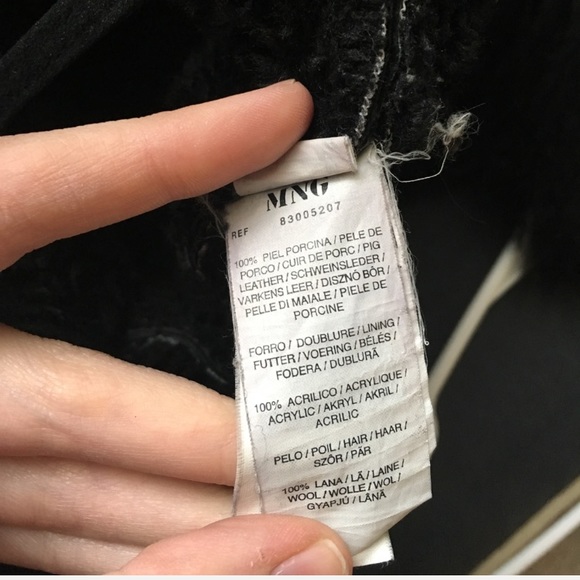 MNG
REF 83005207
100% PIEL PORCINA / PELE DE
PORCO / CUIR DE PORC / PIG
LEATHER / SCHWEINSLEDER /
VARKENS LEER / DISZNÓ BŐR /
PELLE DI MAIALE / PIELE DE
PORCINE
FORRO / DOUBLURE / LINING /
FUTTER / VOERING / BÉLÉS /
FODERA / DUBLURĂ
100% ACRILICO / ACRYLIQUE /
ACRYLIC / AKRYL / AKRIL /
ACRILIC
PELO / POIL / HAIR / HAAR /
SZŐR / PĂR
100% LANA / LÃ / LAINE /
WOOL / WOLLE / WOL /
GYAPJÚ / LÂNĂ